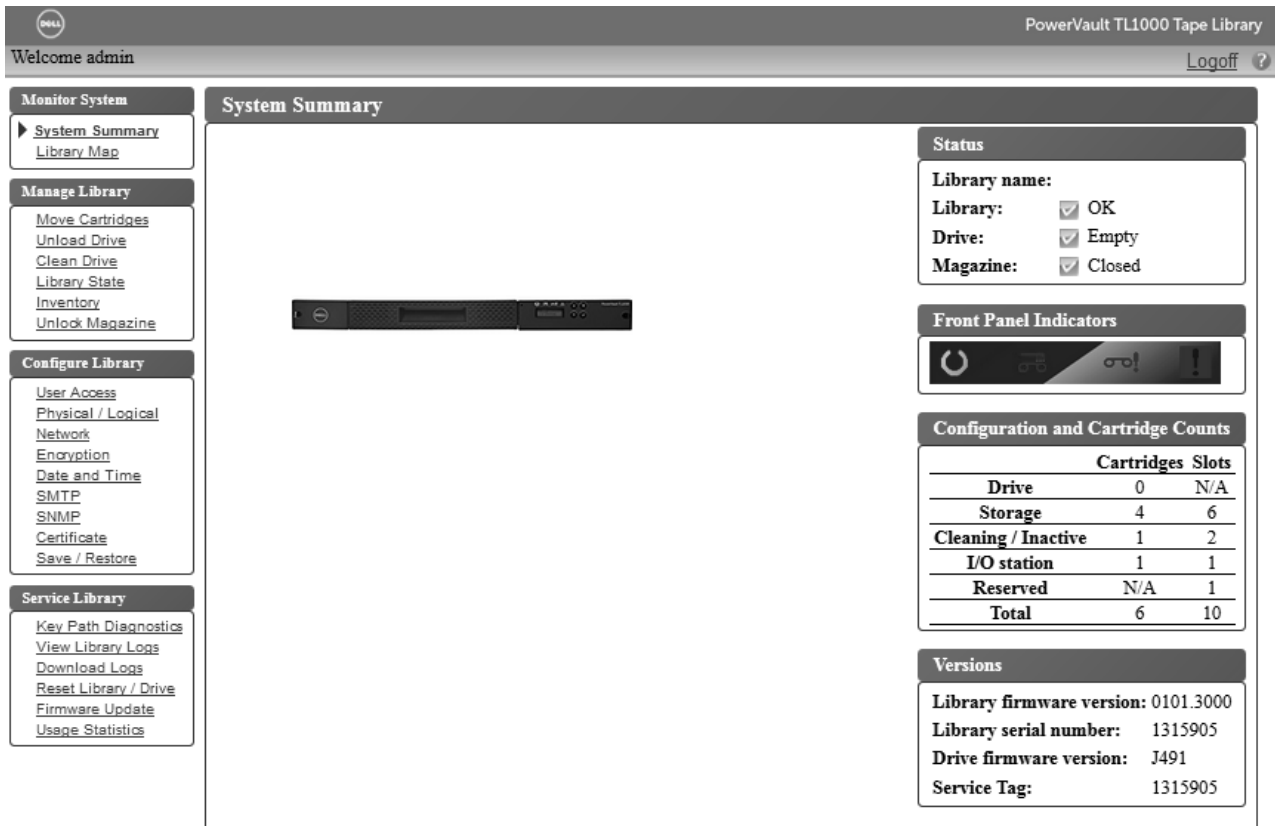 DELL
PowerVault TL1000 Tape Library
Welcome admin
Logoff ?
Monitor System
System Summary
Library Map
Manage Library
Move Cartridges
Unload Drive
Clean Drive
Library State
Inventory
Unlock Magazine
Configure Library
User Access
Physical / Logical
Network
Encryption
Date and Time
SMTP
SNMP
Certificate
Save / Restore
Service Library
Key Path Diagnostics
View Library Logs
Download Logs
Reset Library / Drive
Firmware Update
Usage Statistics
System Summary
DELL
Status
Library name:
Library: OK
Drive: Empty
Magazine: Closed
Front Panel Indicators
Configuration and Cartridge Counts
Cartridges Slots
Drive 0 N/A
Storage 4 6
Cleaning / Inactive 1 2
I/O station 1 1
Reserved N/A 1
Total 6 10
Versions
Library firmware version: 0101.3000
Library serial number: 1315905
Drive firmware version: J491
Service Tag: 1315905